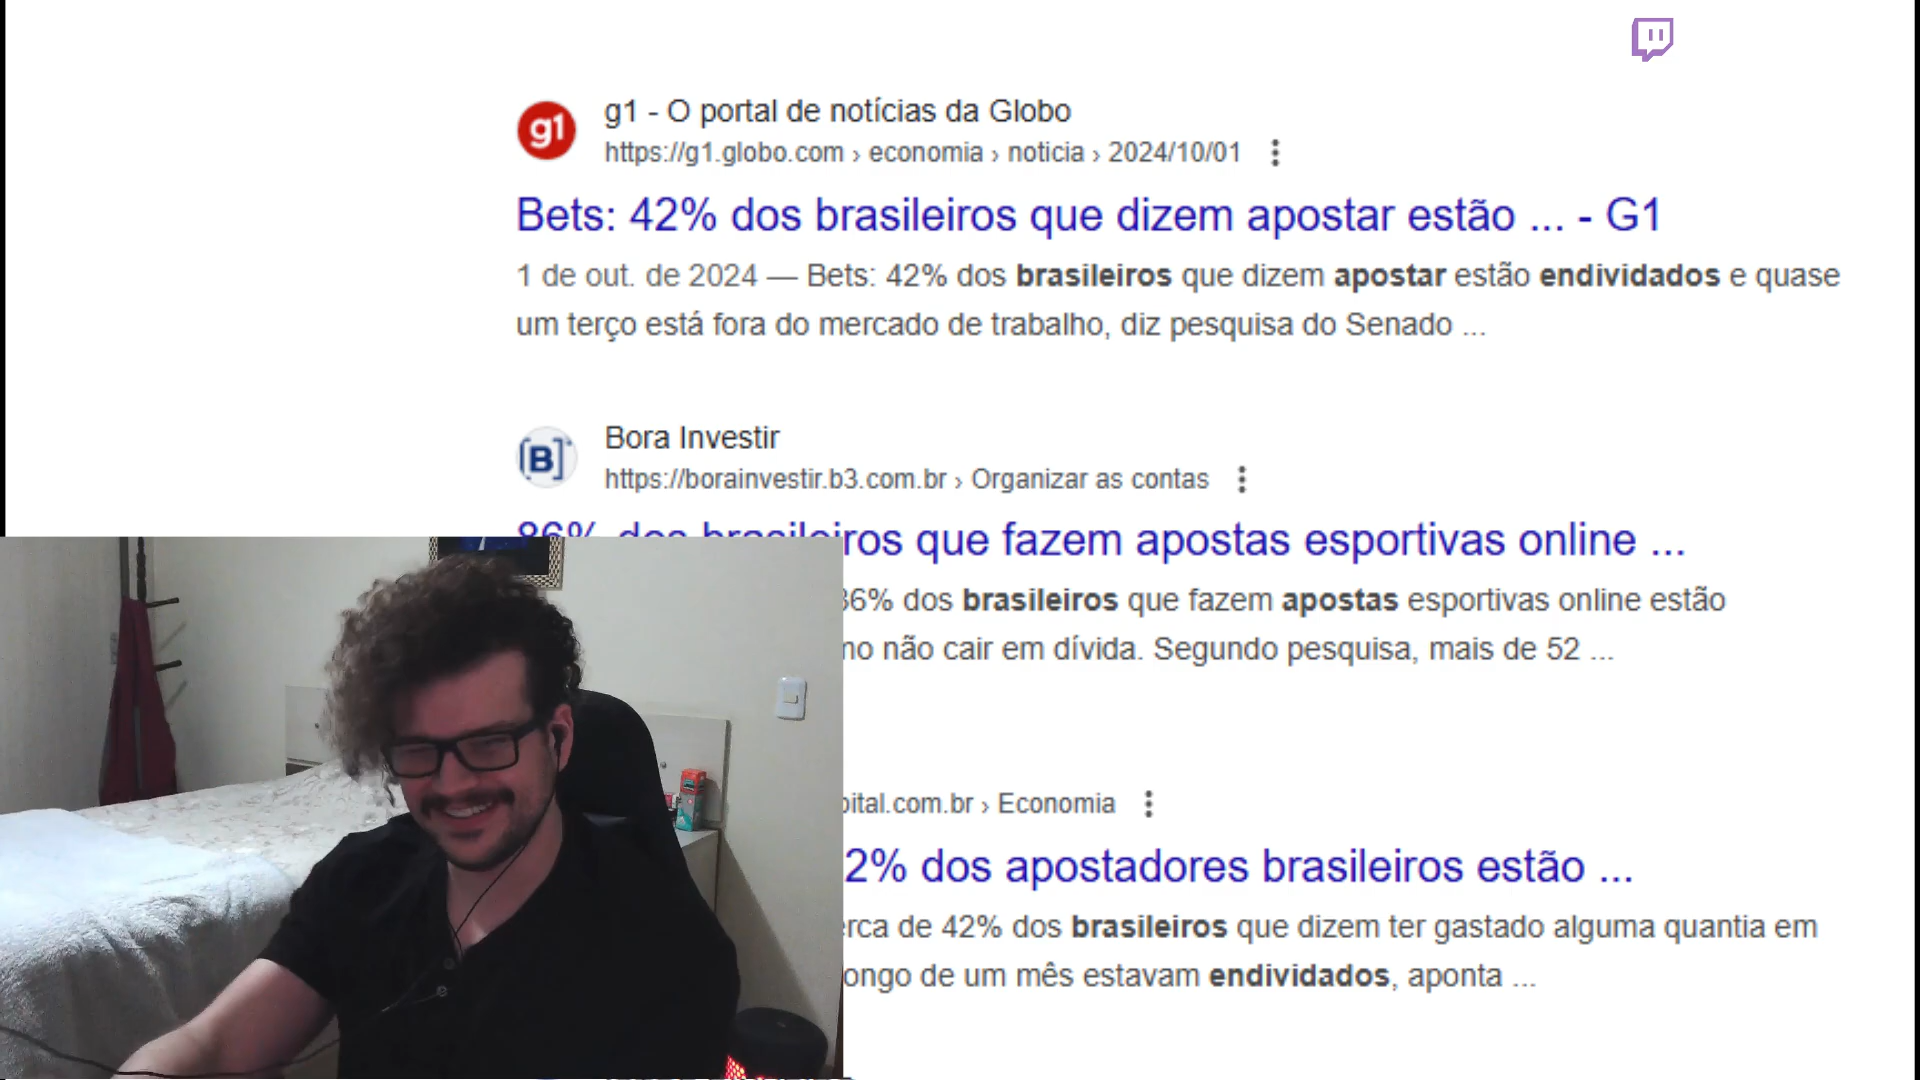 g1 - O portal de notícias da Globo
https://g1.globo.com › economia › noticia › 2024/10/01
Bets: 42% dos brasileiros que dizem apostar estão ... - G1
1 de out. de 2024 — Bets: 42% dos brasileiros que dizem apostar estão endividados e quase
um terço está fora do mercado de trabalho, diz pesquisa do Senado ...
Bora Investir
https://borainvestir.b3.com.br › Organizar as contas
86% dos brasileiros que fazem apostas esportivas online ...
86% dos brasileiros que fazem apostas esportivas online estão
não cair em dívida. Segundo pesquisa, mais de 52 ...
.com.br › Economia
2% dos apostadores brasileiros estão ...
de 42% dos brasileiros que dizem ter gastado alguma quantia em
de um mês estavam endividados, aponta ...